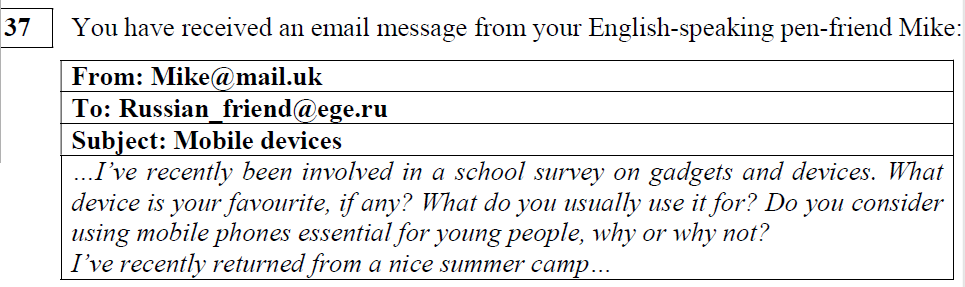 37 You have received an email message from your English-speaking pen-friend Mike:
From: Mike@mail.uk
To: Russian_friend@ege.ru
Subject: Mobile devices
…I’ve recently been involved in a school survey on gadgets and devices. What
device is your favourite, if any? What do you usually use it for? Do you consider
using mobile phones essential for young people, why or why not?
I’ve recently returned from a nice summer camp…